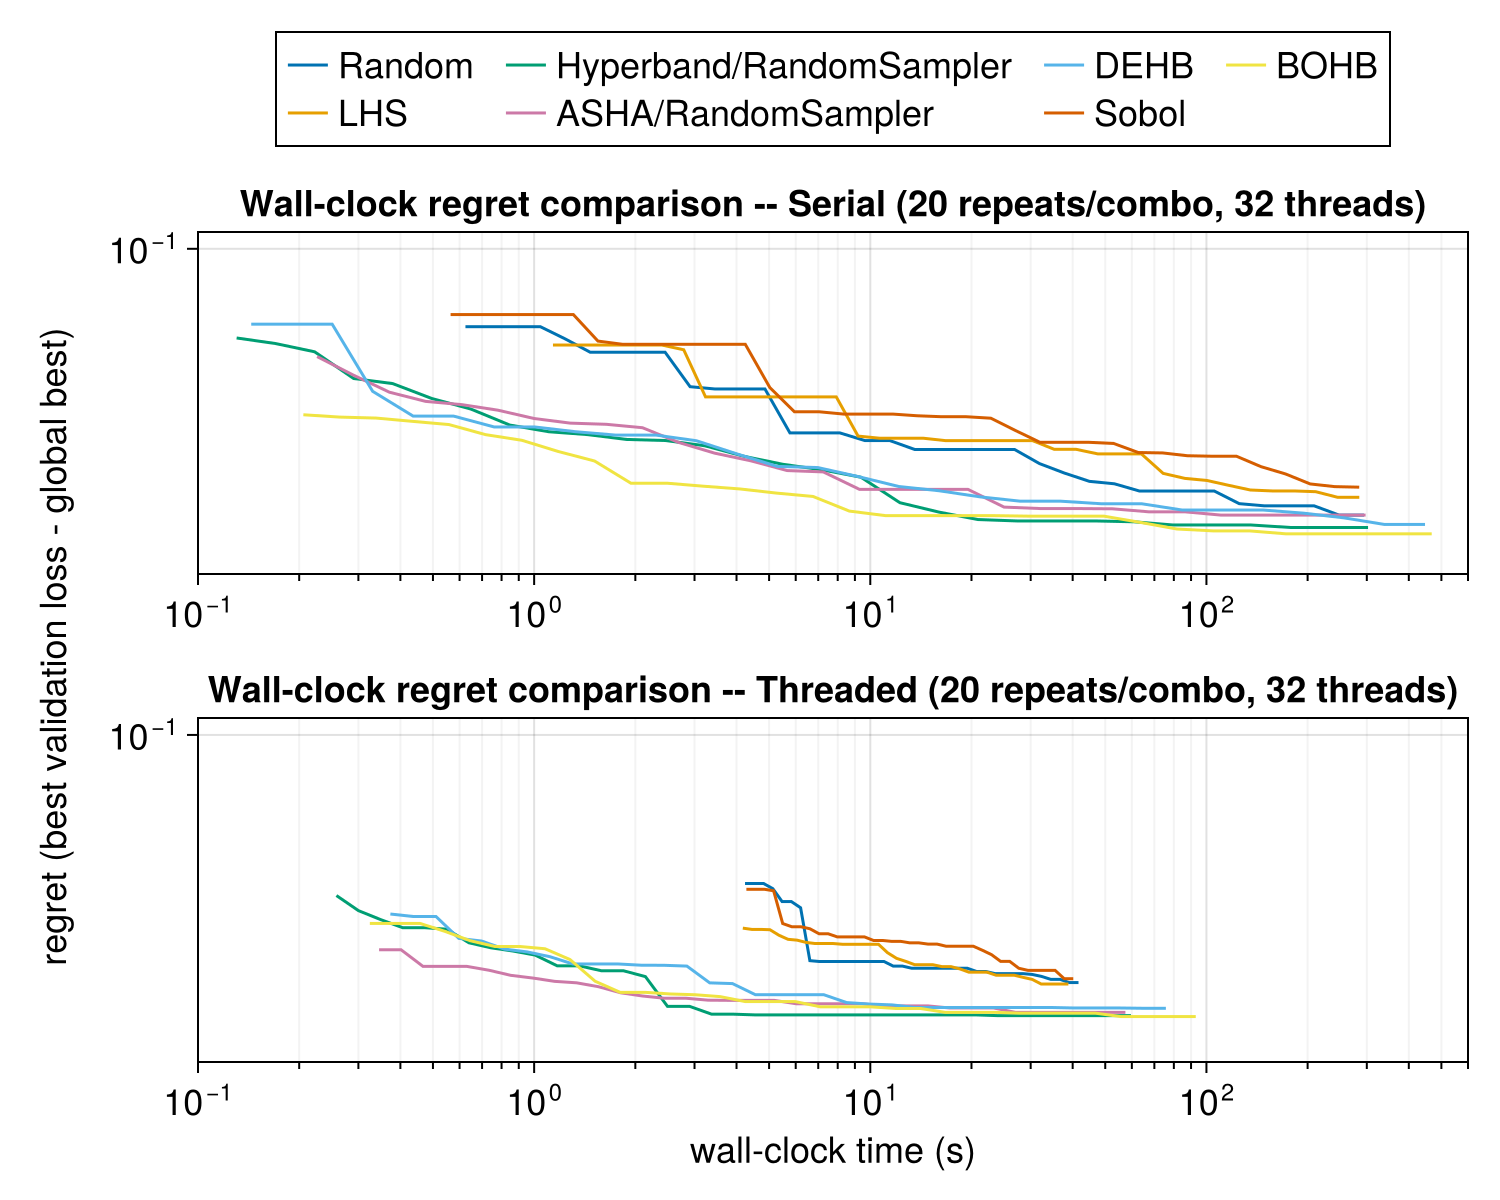 Random Hyperband/RandomSampler DEHB BOHB
LHS ASHA/RandomSampler Sobol
Wall-clock regret comparison -- Serial (20 repeats/combo, 32 threads)
10⁻¹
10⁻¹ 10⁰ 10¹ 10²
regret (best validation loss - global best)
Wall-clock regret comparison -- Threaded (20 repeats/combo, 32 threads)
10⁻¹
10⁻¹ 10⁰ 10¹ 10²
wall-clock time (s)